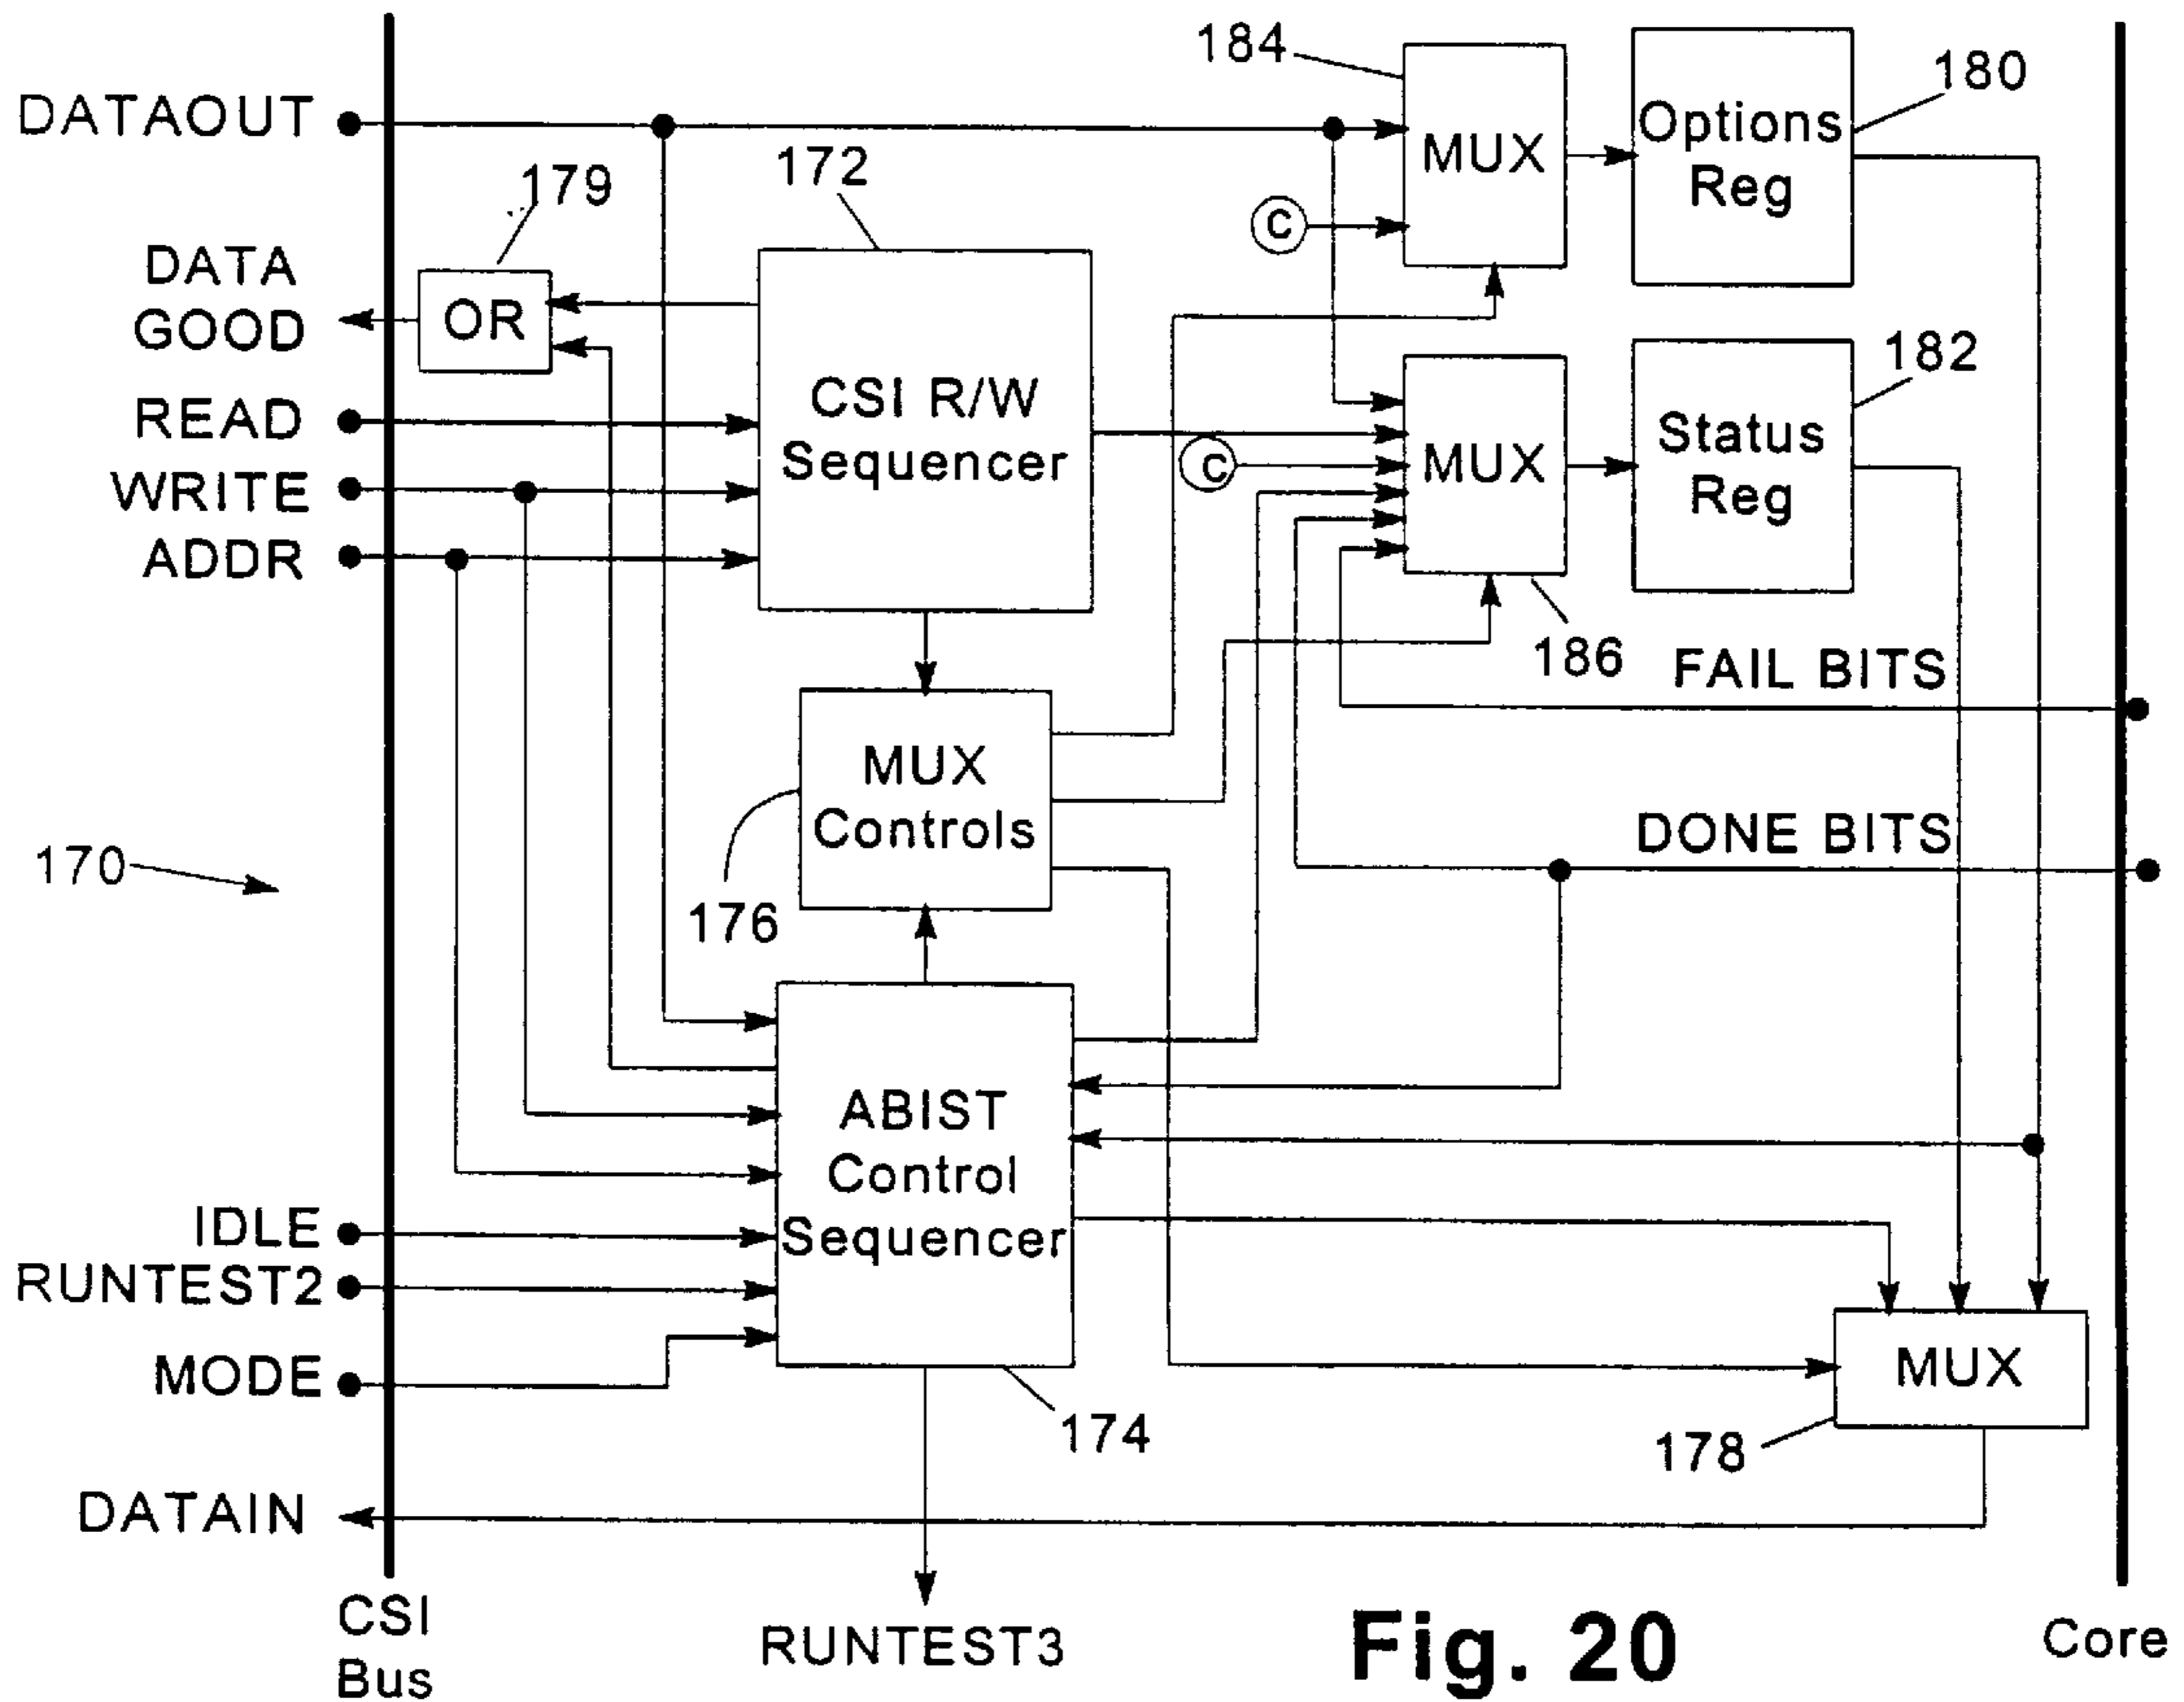 184
180
DATAOUT
MUX
Options
Reg
179
172
C
DATA
GOOD
OR
182
READ
CSI R/W
Sequencer
C
MUX
Status
Reg
WRITE
ADDR
186
FAIL BITS
MUX
Controls
DONE BITS
170
176
ABIST
Control
Sequencer
IDLE
RUNTEST2
MODE
MUX
174
178
DATAIN
CSI
Bus
RUNTEST3
Fig. 20
Core